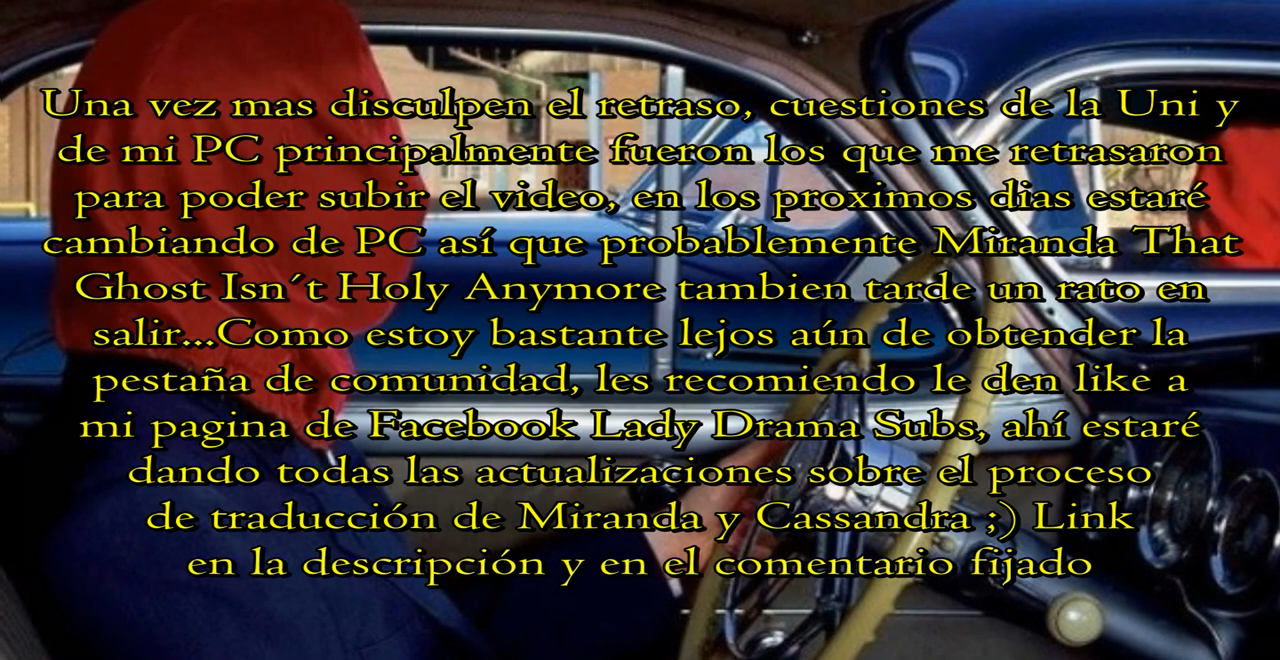 Una vez mas disculpen el retraso, cuestiones de la Uni y
de mi PC principalmente fueron los que me retrasaron
para poder subir el video, en los proximos dias estaré
cambiando de PC así que probablemente Miranda That
Ghost Isn´t Holy Anymore tambien tarde un rato en
salir...Como estoy bastante lejos aún de obtender la
pestaña de comunidad, les recomiendo le den like a
mi pagina de Facebook Lady Drama Subs, ahí estaré
dando todas las actualizaciones sobre el proceso
de traducción de Miranda y Cassandra ;) Link
en la descripción y en el comentario fijado